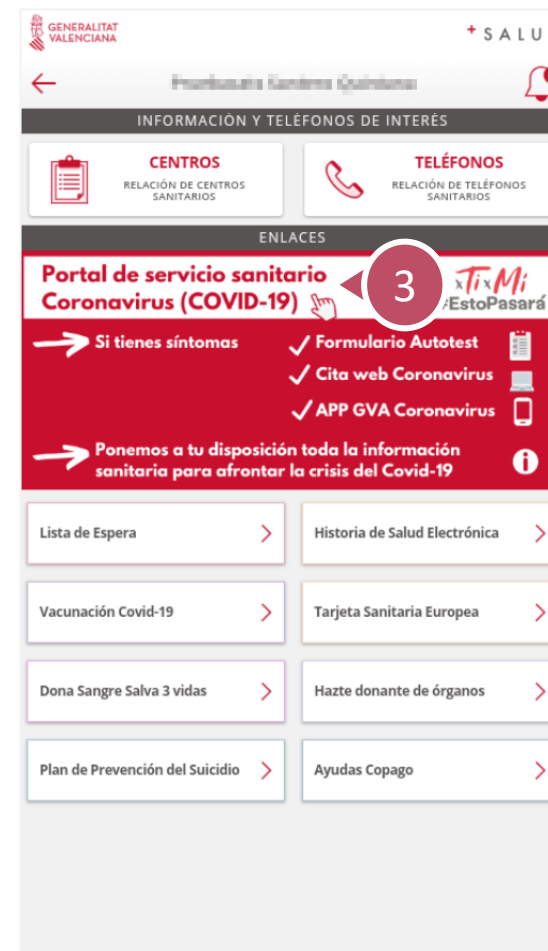 GENERALITAT
VALENCIANA
+ SALU
INFORMACIÓN Y TELÉFONOS DE INTERÉS
CENTROS
RELACIÓN DE CENTROS
SANITARIOS
TELÉFONOS
RELACIÓN DE TELÉFONOS
SANITARIOS
ENLACES
Portal de servicio sanitario
Coronavirus (COVID-19)
3
xTixMi
#EstoPasará
Si tienes síntomas
Formulario Autotest
Cita web Coronavirus
APP GVA Coronavirus
Ponemos a tu disposición toda la información
sanitaria para afrontar la crisis del Covid-19
Lista de Espera
Historia de Salud Electrónica
Vacunación Covid-19
Tarjeta Sanitaria Europea
Dona Sangre Salva 3 vidas
Hazte donante de órganos
Plan de Prevención del Suicidio
Ayudas Copago